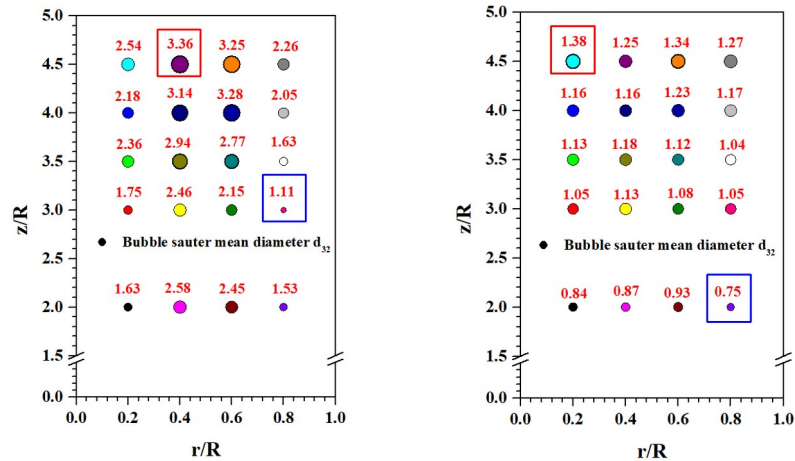 5.0
2.54 3.36 3.25 2.26
4.5
2.18 3.14 3.28 2.05
4.0
2.36 2.94 2.77 1.63
3.5
1.75 2.46 2.15 1.11
3.0
z/R
Bubble sauter mean diameter d32
2.5
1.63 2.58 2.45 1.53
2.0
1.5
0.0
0.0 0.2 0.4 0.6 0.8 1.0
r/R
5.0
1.38 1.25 1.34 1.27
4.5
1.16 1.16 1.23 1.17
4.0
1.13 1.18 1.12 1.04
3.5
1.05 1.13 1.08 1.05
3.0
z/R
Bubble sauter mean diameter d32
2.5
0.84 0.87 0.93 0.75
2.0
1.5
0.0
0.0 0.2 0.4 0.6 0.8 1.0
r/R